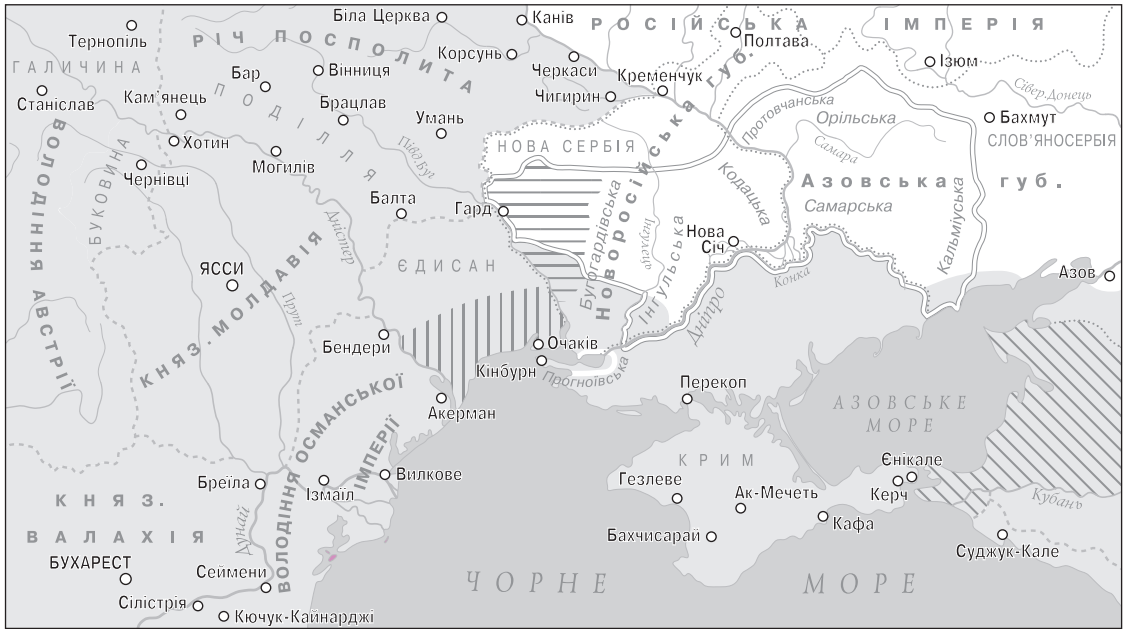 Біла Церква
Канів
РОСІЙСЬКА ІМПЕРІЯ
Тернопіль
РІЧ ПОСПОЛИТА
Корсунь
Полтава
ГАЛИЧИНА
Бар
Вінниця
Черкаси
Кременчук
Ізюм
Станіслав
Кам'янець
ПОДІЛЛЯ
Брацлав
Умань
Чигирин
Сівер. Донець
Протовчанська
Орільська
Бахмут
СЛОВ'ЯНОСЕРБІЯ
Хотин
Могилів
Півд. Буг
НОВА СЕРБІЯ
Самара
Чернівці
БУКОВИНА
ВОЛОДІННЯ АВСТРІЇ
Балта
Гард
Новоросійська губ.
Кодацька
Азовська губ.
Самарська
Дністер
Бугогардівська
Інгулець
Інгульська
Нова
Січ
Кальміуська
ЄДИСАН
ЯССИ
КНЯЗ. МОЛДАВІЯ
Прут
Конка
Дніпро
Азов
Бендери
Очаків
Кінбурн
Прогноївська
Перекоп
Акерман
АЗОВСЬКЕ
МОРЕ
ВОЛОДІННЯ ОСМАНСЬКОЇ
ІМПЕРІЇ
КРИМ
Єнікале
Бреїла
Ізмаїл
Вилкове
Гезлеве
Ак-Мечеть
Керч
Кубань
КНЯЗ.
ВАЛАХІЯ
Дунай
Кафа
Бахчисарай
Суджук-Кале
БУХАРЕСТ
Сеймени
ЧОРНЕ МОРЕ
Сілістрія
Кючук-Кайнарджі